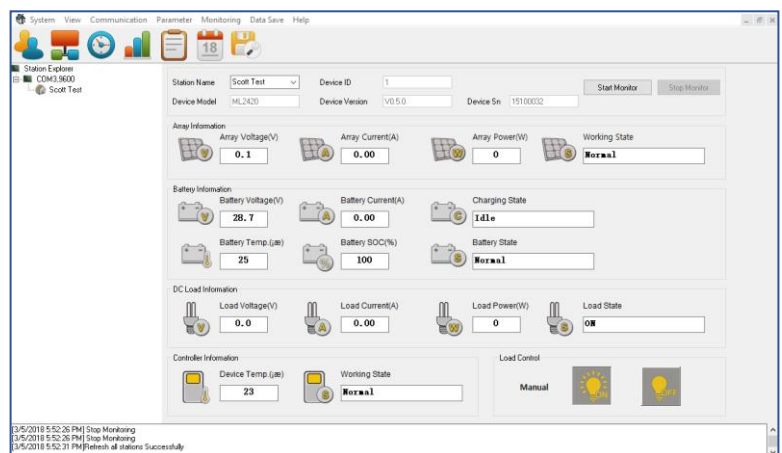 System View Communication Parameter Monitoring Data Save Help
18
Station Explorer
COM3,9600
Scott Test
Station Name Scott Test Device ID 1 Start Monitor Stop Monitor
Device Model ML2420 Device Version V0.5.0 Device Sn 15100032
Array Information
Array Voltage(V) Array Current(A) Array Power(W) Working State
V 0.1 A 0.00 W 0 S Normal
Battery Information
Battery Voltage(V) Battery Current(A) Charging State
V 28.7 A 0.00 C Idle
Battery Temp.(¡æ) Battery SOC(%) Battery State
25 % 100 S Normal
DC Load Information
Load Voltage(V) Load Current(A) Load Power(W) Load State
V 0.0 A 0.00 W 0 S ON
Controller Information Load Control
Device Temp.(¡æ) Working State
23 S Normal Manual ON OFF
[3/5/2018 5:52:26 PM] Stop Monitoring
[3/5/2018 5:52:26 PM] Stop Monitoring
[3/5/2018 5:52:31 PM]Refresh all stations Successfully